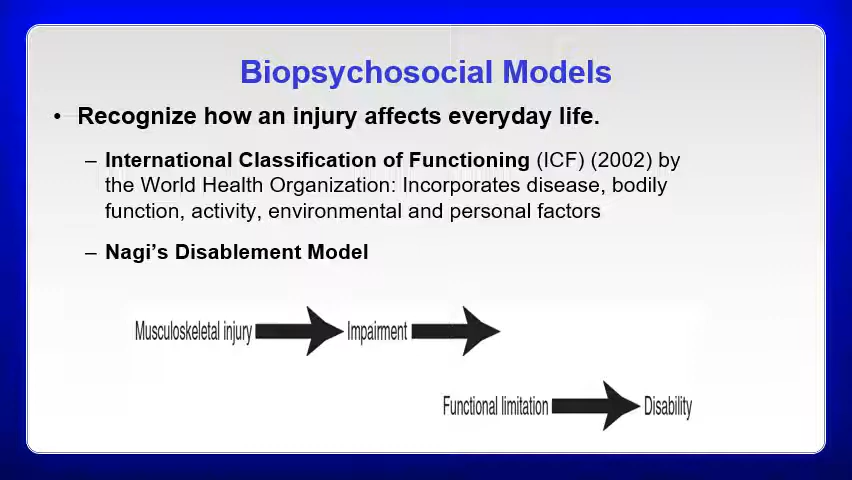 Biopsychosocial Models
• Recognize how an injury affects everyday life.
– International Classification of Functioning (ICF) (2002) by
the World Health Organization: Incorporates disease, bodily
function, activity, environmental and personal factors
– Nagi’s Disablement Model
Musculoskeletal injury Impairment
Functional limitation Disability